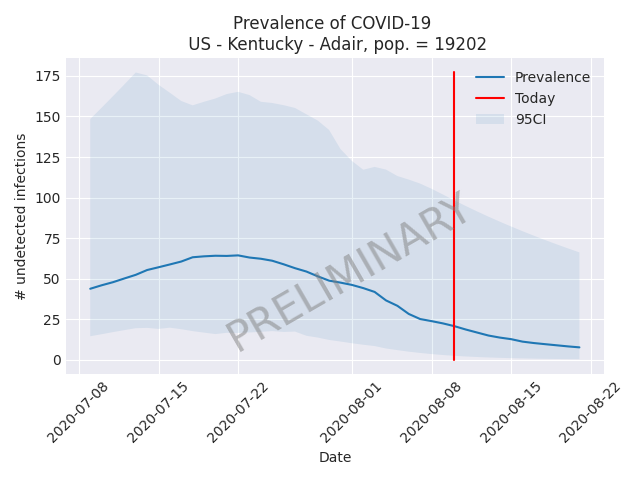 Prevalence of COVID-19
US - Kentucky - Adair, pop. = 19202
Prevalence
Today
95CI
PRELIMINARY
# undetected infections
175
150
125
100
75
50
25
0
2020-07-08
2020-07-15
2020-07-22
2020-08-01
2020-08-08
2020-08-15
2020-08-22
Date